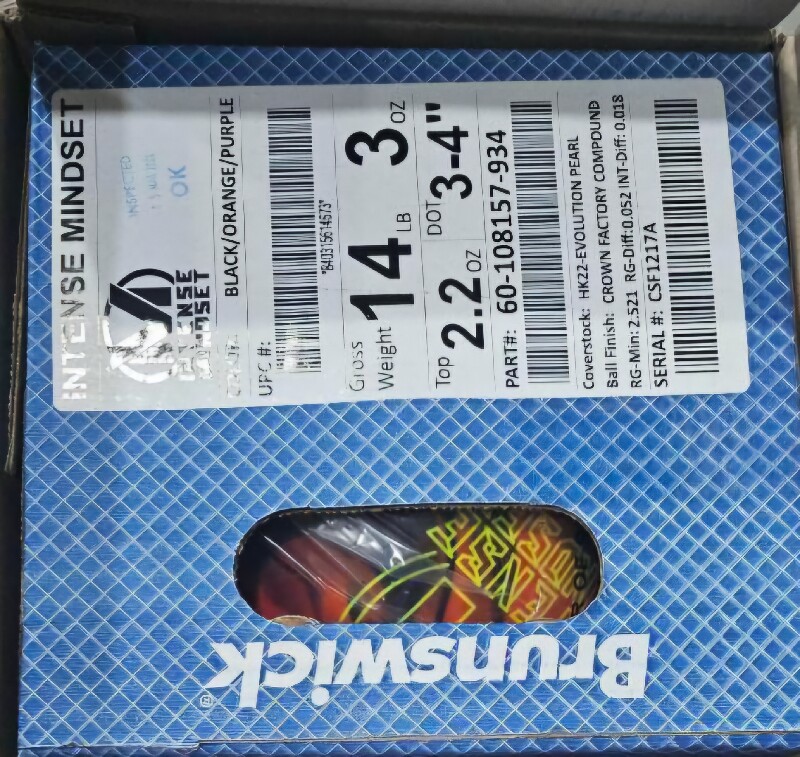 INTENSE MINDSET
INSPECTED
OK
INTENSE
MINDSET
BLACK/ORANGE/PURPLE
UPC #:
Gross
Weight 14 LB 3 OZ
Top 2.2 OZ DOT 3-4"
PART#: 60-108157-934
Coverstock: HK22-EVOLUTION PEARL
Ball Finish: CROWN FACTORY COMPOUND
RG-Min: 2.521 RG-Diff:0.052 INT-Diff: 0.018
SERIAL #: CSF1217A
Brunswick®